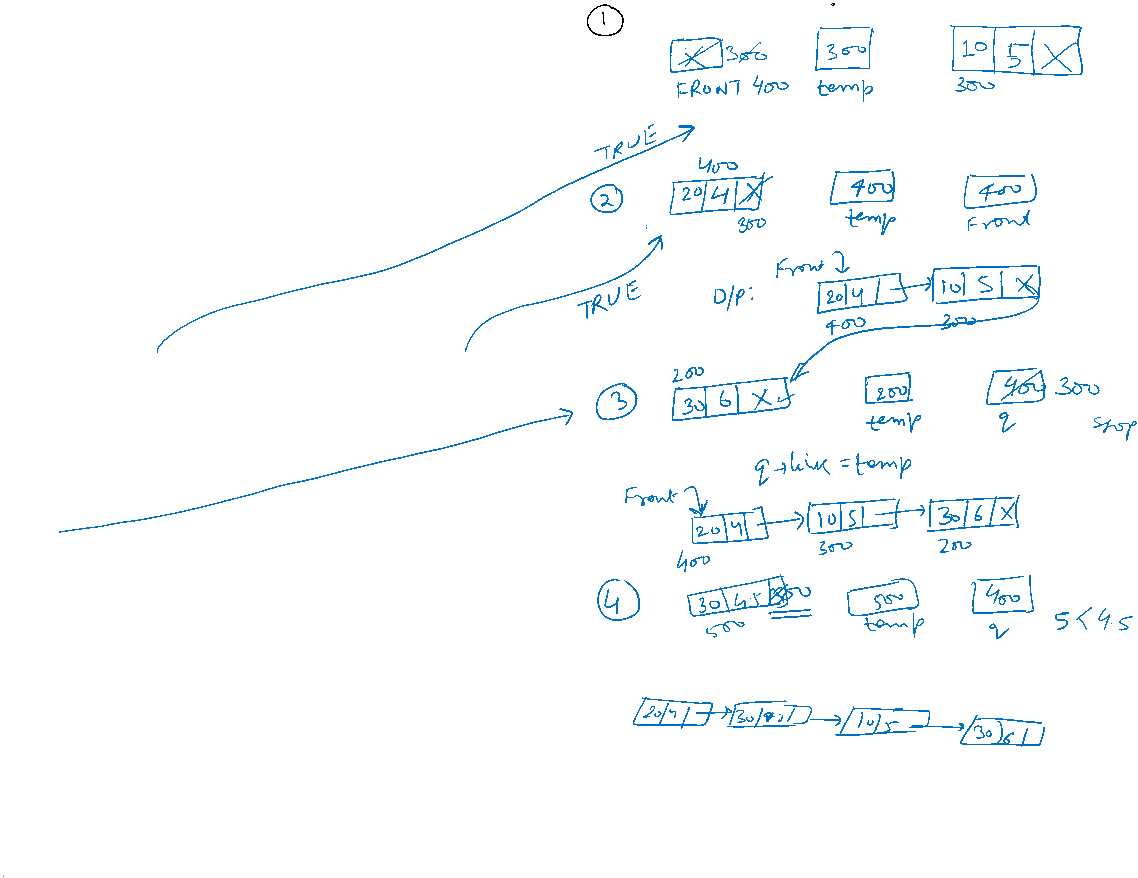 1
X 300 300 10 5 X
FRONT 400 temp 300
TRUE
400
2 20 4 X 400 400
300 temp Front
TRUE
Front
O/P: 20 4 10 5 X
400 300
200
3 30 6 X 200 400 300
temp q stop
q→link = temp
Front
20 4 10 5 30 6 X
400 300 200
4 30 4.5 300 500 400
500 temp q 5<4.5
20 4 30 10 5 30 6